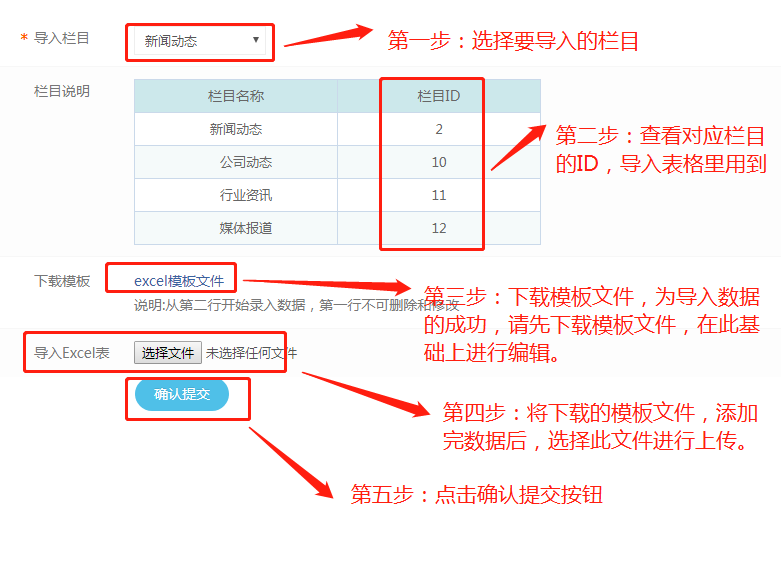 * 导入栏目 新闻动态 ▼ 第一步：选择要导入的栏目
栏目说明 栏目名称 栏目ID
新闻动态 2
公司动态 10
行业资讯 11
媒体报道 12
第二步：查看对应栏目
的ID，导入表格里用到
下载模板 excel模板文件
说明:从第二行开始录入数据，第一行不可删除和修改
第三步：下载模板文件，为导入数据
的成功，请先下载模板文件，在此基
础上进行编辑。
导入Excel表 选择文件 未选择任何文件
确认提交
第四步：将下载的模板文件，添加
完数据后，选择此文件进行上传。
第五步：点击确认提交按钮